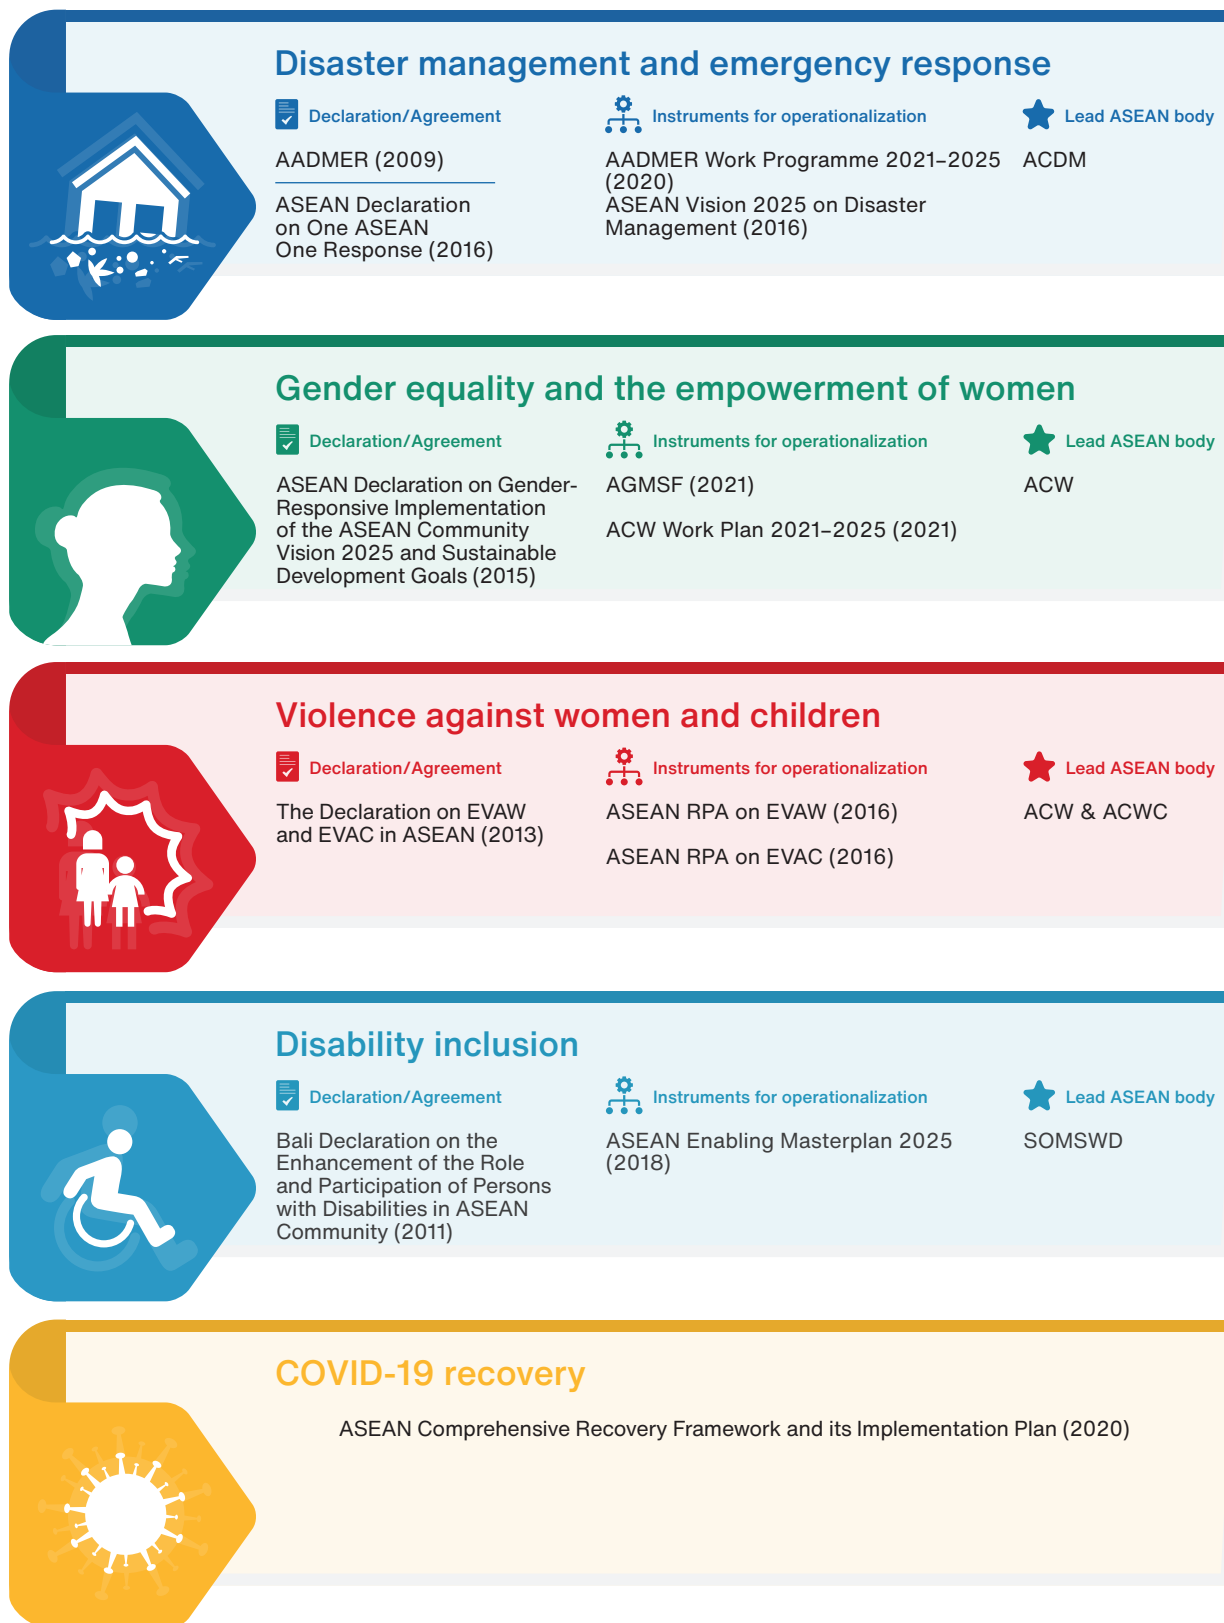 Disaster management and emergency response
Declaration/Agreement
AADMER (2009)
ASEAN Declaration
on One ASEAN
One Response (2016)
Instruments for operationalization
AADMER Work Programme 2021–2025
(2020)
ASEAN Vision 2025 on Disaster
Management (2016)
Lead ASEAN body
ACDM
Gender equality and the empowerment of women
Declaration/Agreement
ASEAN Declaration on Gender-
Responsive Implementation
of the ASEAN Community
Vision 2025 and Sustainable
Development Goals (2015)
Instruments for operationalization
AGMSF (2021)
ACW Work Plan 2021–2025 (2021)
Lead ASEAN body
ACW
Violence against women and children
Declaration/Agreement
The Declaration on EVAW
and EVAC in ASEAN (2013)
Instruments for operationalization
ASEAN RPA on EVAW (2016)
ASEAN RPA on EVAC (2016)
Lead ASEAN body
ACW & ACWC
Disability inclusion
Declaration/Agreement
Bali Declaration on the
Enhancement of the Role
and Participation of Persons
with Disabilities in ASEAN
Community (2011)
Instruments for operationalization
ASEAN Enabling Masterplan 2025
(2018)
Lead ASEAN body
SOMSWD
COVID-19 recovery
ASEAN Comprehensive Recovery Framework and its Implementation Plan (2020)